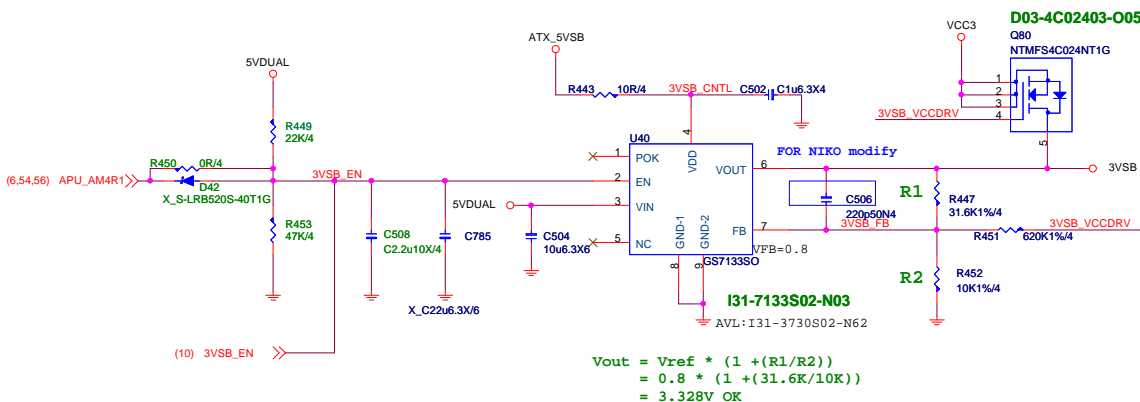 D03-4C02403-O05
VCC3
Q80
NTMFS4C024NT1G
ATX_5VSB
5VDUAL
R443 10R/4 3VSB_CNTL C502 C1u6.3X4
1
2
3
3VSB_VCCDRV 4
5
R449
22K/4
U40
4
FOR NIKO modify
R450 0R/4
1 POK VDD VOUT 6 3VSB
(6,54,56) APU_AM4R1
D42
X_S-LRB520S-40T1G
3VSB_EN 2 EN
R1
R447
31.6K1%/4
C506
220p50N4
5VDUAL 3 VIN
R453
47K/4
C508
C2.2u10X/4
C785
X_C22u6.3X/6
C504
10u6.3X6
5 NC GND-1 GND-2 FB 7 3VSB_FB
R451 620K1%/4 3VSB_VCCDRV
VFB=0.8
8 9 GS7133SO
R2
R452
10K1%/4
I31-7133S02-N03
AVL:I31-3730S02-N62
(10) 3VSB_EN
Vout = Vref * (1 +(R1/R2))
= 0.8 * (1 +(31.6K/10K))
= 3.328V OK